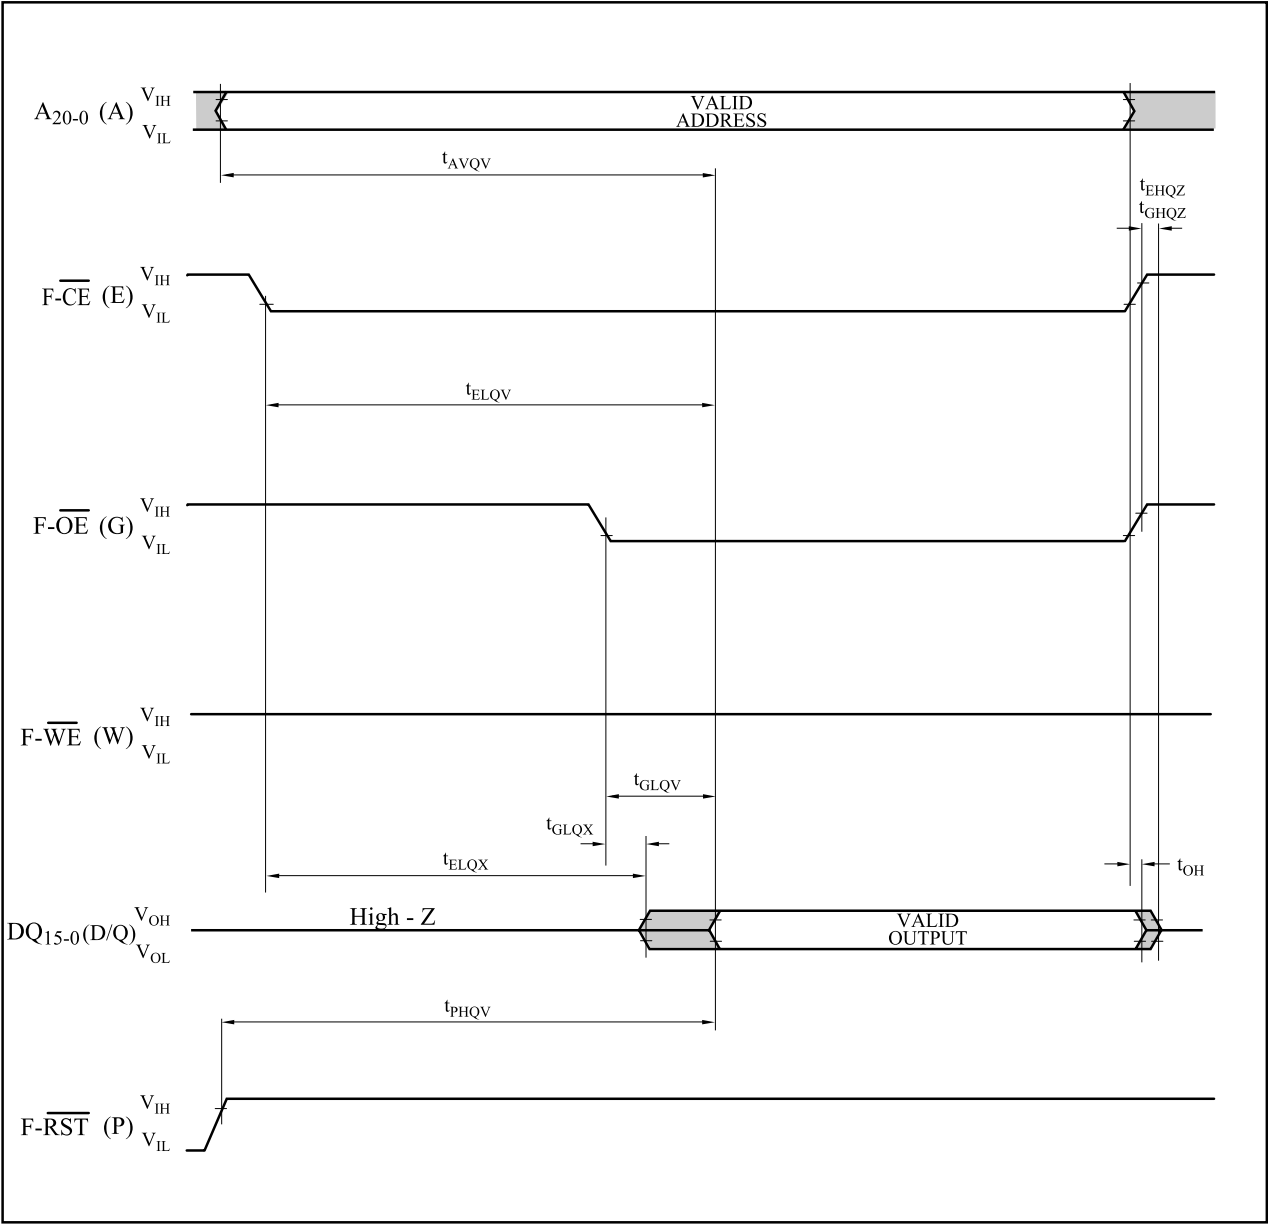 A20-0 (A)
VIH
VIL
VALID
ADDRESS
tAVQV
tEHQZ
tGHQZ
F-CE (E)
VIH
VIL
tELQV
F-OE (G)
VIH
VIL
F-WE (W)
VIH
VIL
tGLQV
tGLQX
tELQX
tOH
DQ15-0 (D/Q)
VOH
VOL
High - Z
VALID
OUTPUT
tPHQV
F-RST (P)
VIH
VIL